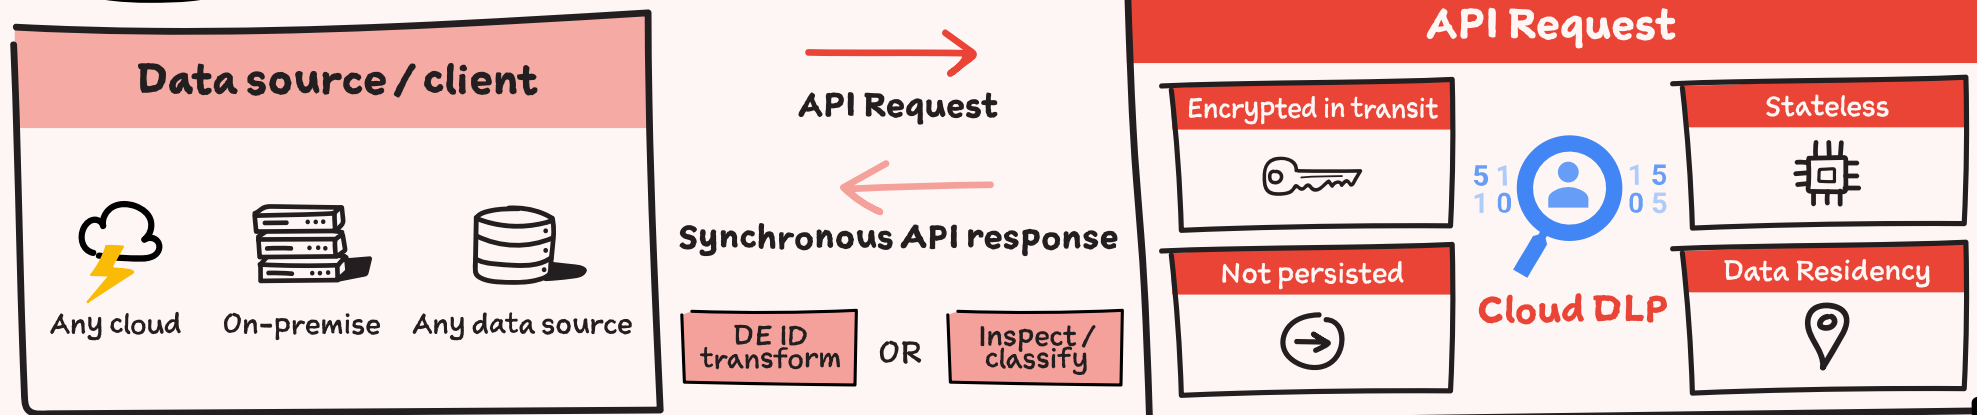 Data source / client
Any cloud
On-premise
Any data source
API Request
Synchronous API response
DE ID
transform
OR
Inspect /
classify
API Request
Encrypted in transit
Stateless
5 1
1 0
1 5
0 5
Not persisted
Data Residency
Cloud DLP